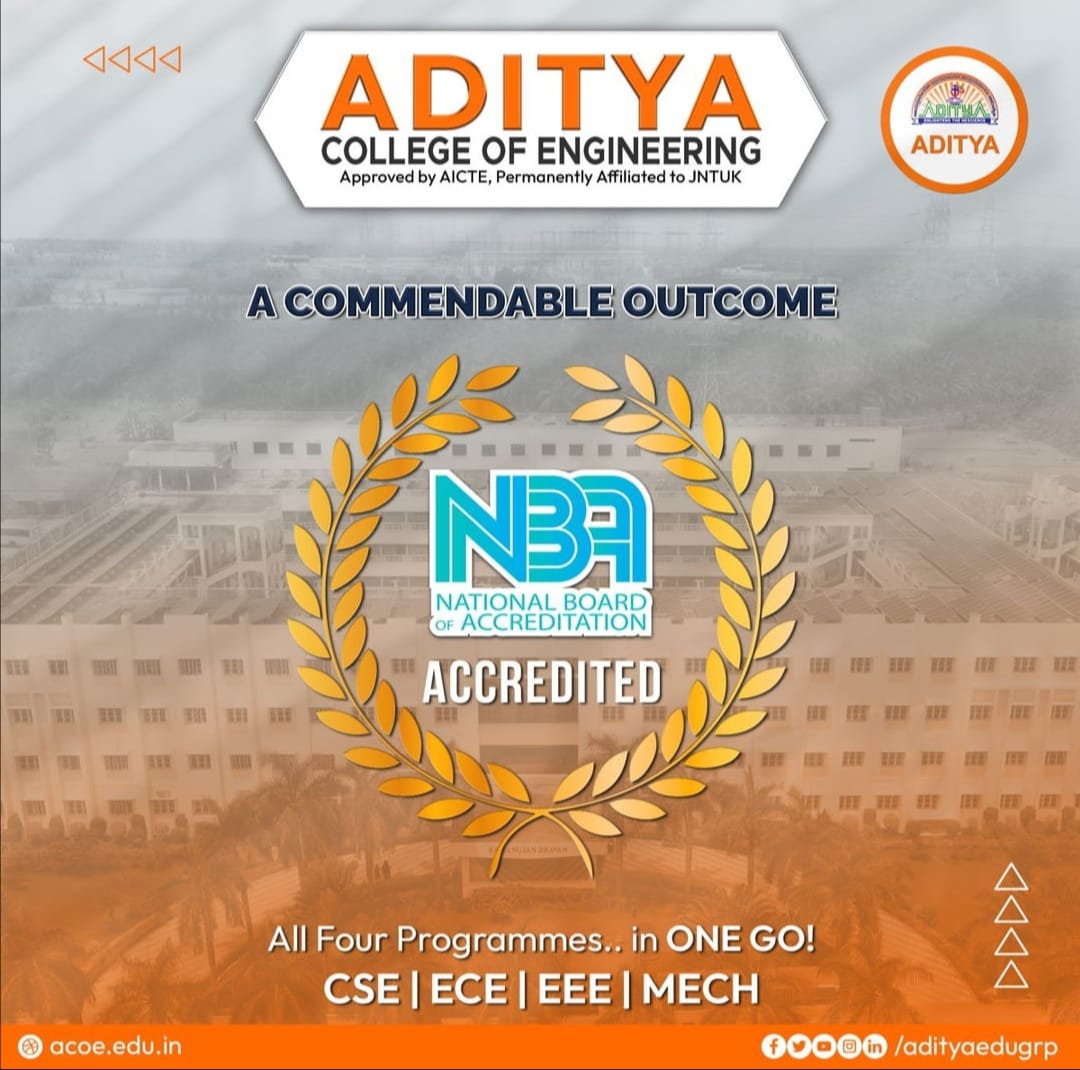 ADITYA
COLLEGE OF ENGINEERING
Approved by AICTE, Permanently Affiliated to JNTUK
ADITYA
ADITYA
A COMMENDABLE OUTCOME
NBA
NATIONAL BOARD
OF ACCREDITATION
ACCREDITED
All Four Programmes.. in ONE GO!
CSE | ECE | EEE | MECH
acoe.edu.in
/adityaedugrp